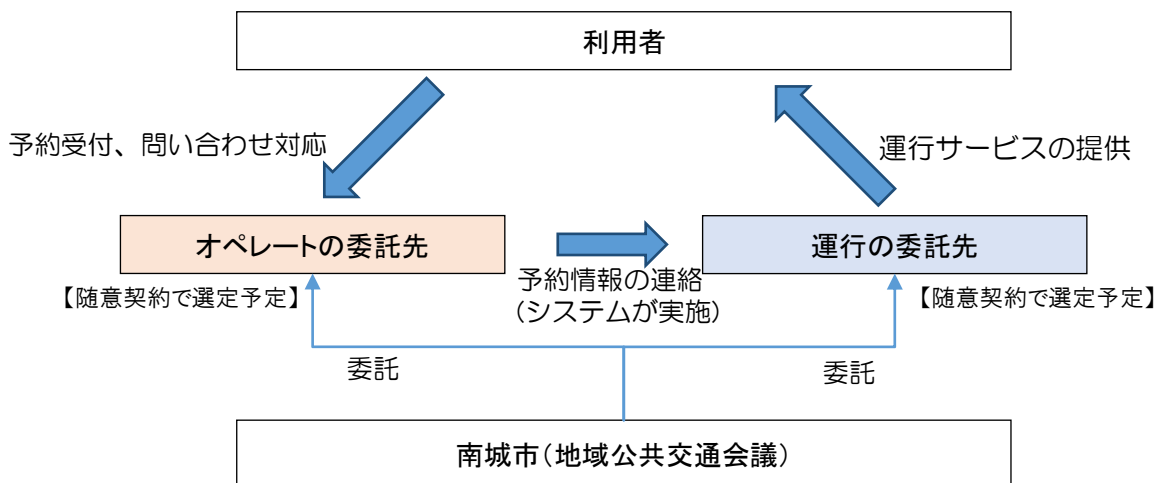 利用者
予約受付、問い合わせ対応
運行サービスの提供
オペレートの委託先
運行の委託先
予約情報の連絡
(システムが実施)
【随意契約で選定予定】
【随意契約で選定予定】
委託
委託
南城市(地域公共交通会議)